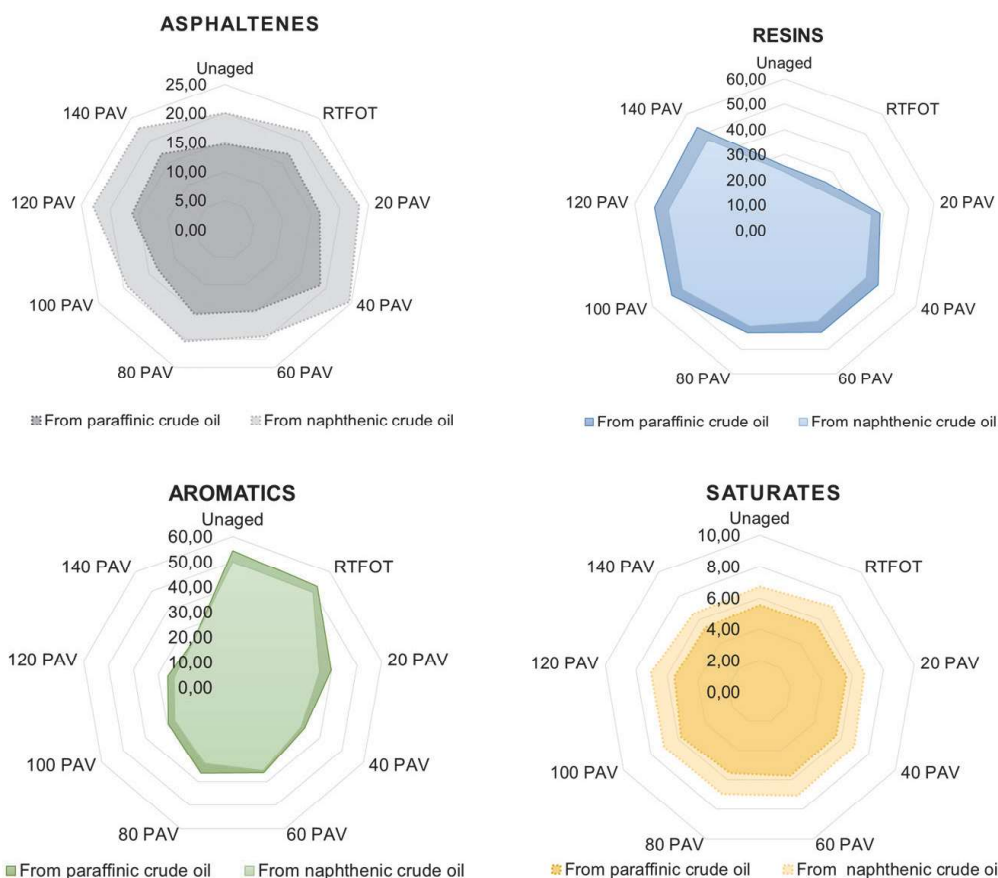 ASPHALTENES
Unaged
25,00
20,00
15,00
10,00
5,00
0,00
RTFOT
20 PAV
40 PAV
60 PAV
80 PAV
100 PAV
120 PAV
140 PAV
From paraffinic crude oil
From naphthenic crude oil
RESINS
Unaged
60,00
50,00
40,00
30,00
20,00
10,00
0,00
RTFOT
20 PAV
40 PAV
60 PAV
80 PAV
100 PAV
120 PAV
140 PAV
From paraffinic crude oil
From naphthenic crude oil
AROMATICS
Unaged
60,00
50,00
40,00
30,00
20,00
10,00
0,00
RTFOT
20 PAV
40 PAV
60 PAV
80 PAV
100 PAV
120 PAV
140 PAV
From paraffinic crude oil
From naphthenic crude oil
SATURATES
Unaged
10,00
8,00
6,00
4,00
2,00
0,00
RTFOT
20 PAV
40 PAV
60 PAV
80 PAV
100 PAV
120 PAV
140 PAV
From paraffinic crude oil
From naphthenic crude oi